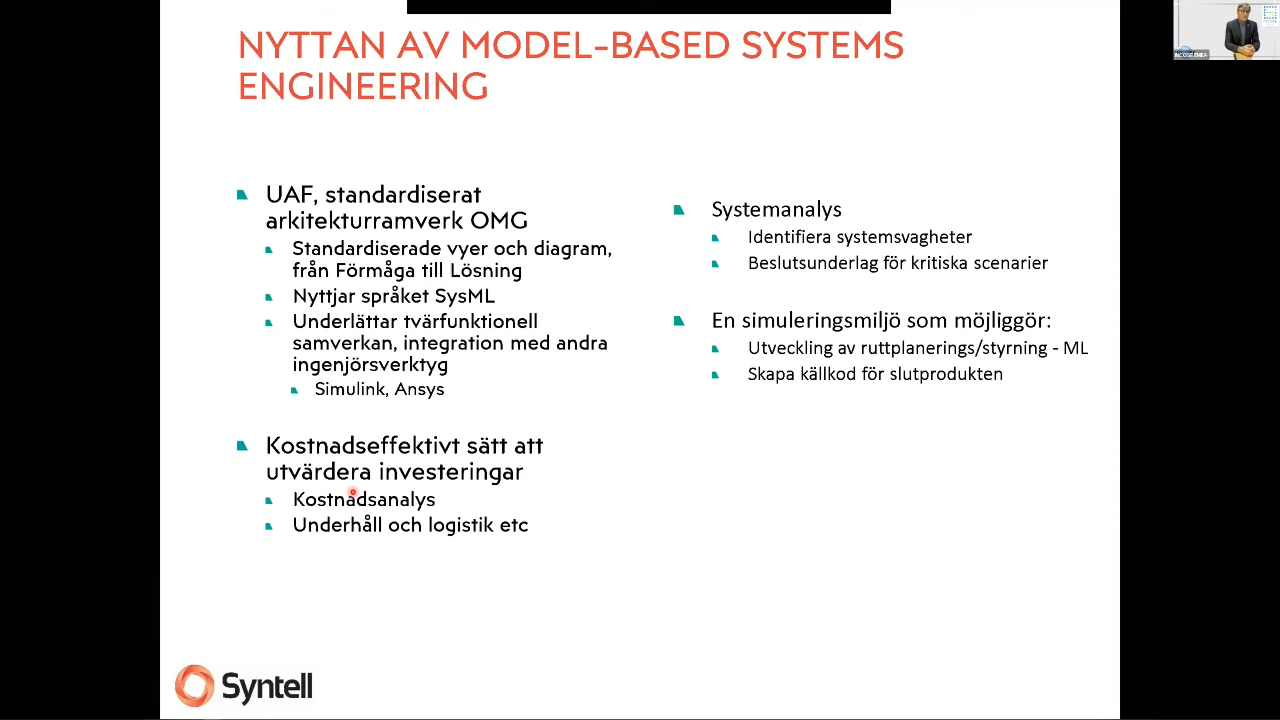 NYTTAN AV MODEL-BASED SYSTEMS
ENGINEERING
UAF, standardiserat
arkitekturramverk OMG
Standardiserade vyer och diagram,
från Förmåga till Lösning
Nyttjar språket SysML
Underlättar tvärfunktionell
samverkan, integration med andra
ingenjörsverktyg
Simulink, Ansys
Kostnadseffektivt sätt att
utvärdera investeringar
Kostnadsanalys
Underhåll och logistik etc
Systemanalys
Identifiera systemsvagheter
Beslutsunderlag för kritiska scenarier
En simuleringsmiljö som möjliggör:
Utveckling av ruttplanerings/styrning - ML
Skapa källkod för slutprodukten
Syntell